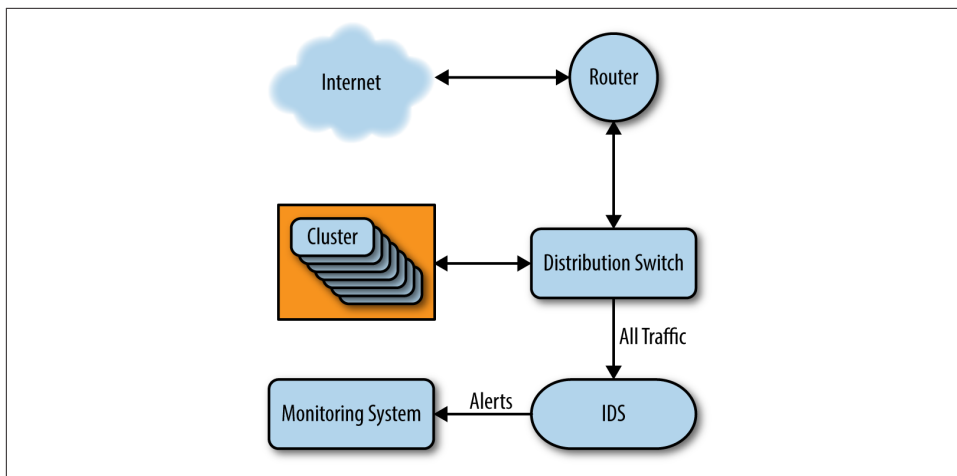 Internet
Router
Cluster
Distribution Switch
All Traffic
Monitoring System
Alerts
IDS